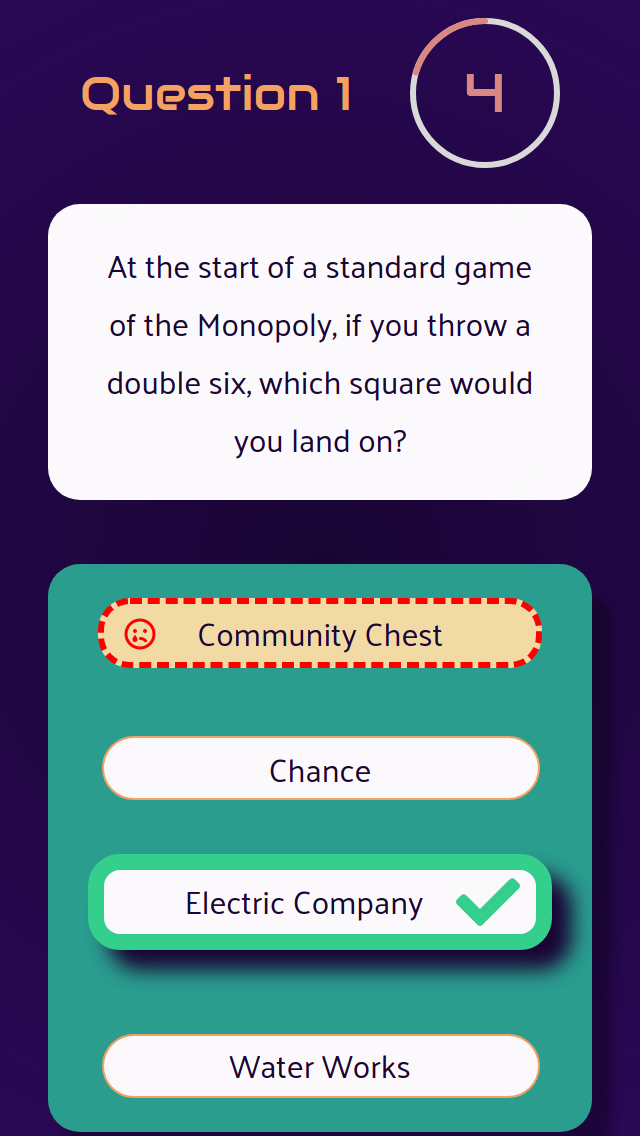 Question 1
4
At the start of a standard game
of the Monopoly, if you throw a
double six, which square would
you land on?
Community Chest
Chance
Electric Company
Water Works